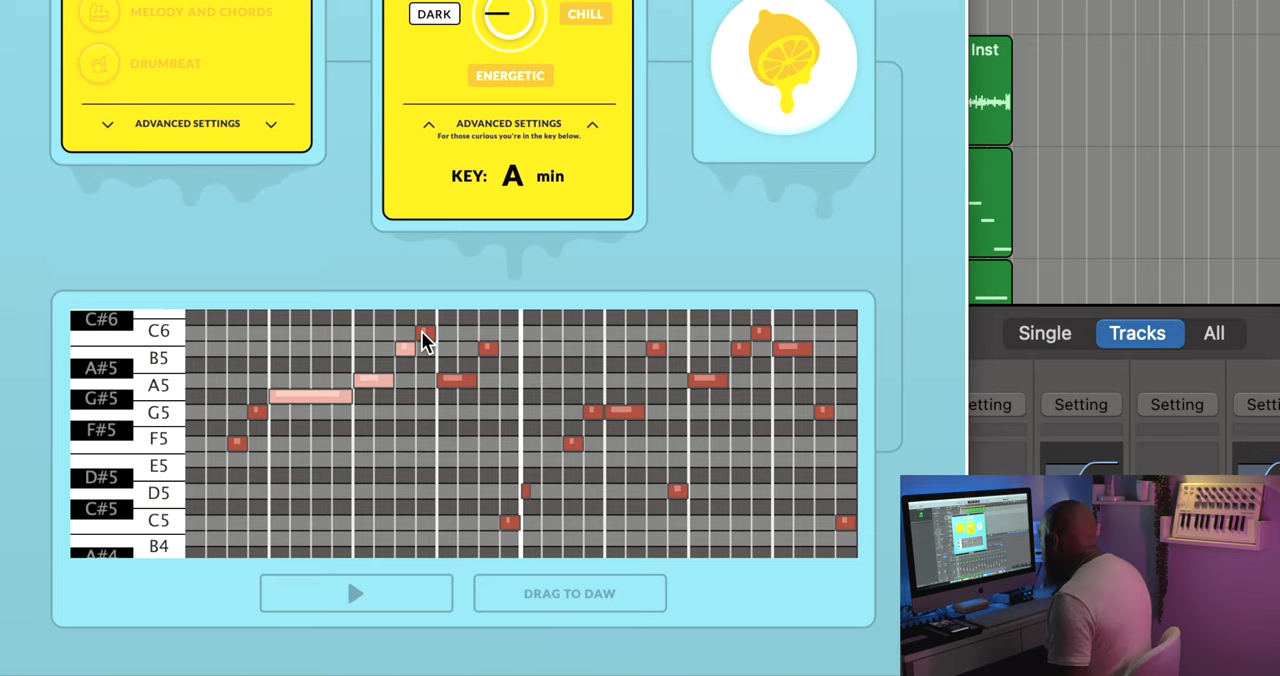 MELODY AND CHORDS
DRUMBEAT
ADVANCED SETTINGS
DARK
CHILL
ENERGETIC
ADVANCED SETTINGS
For those curious you're in the key below.
KEY: A min
Inst
C#6
C6
B5
A#5
A5
G#5
G5
F#5
F5
E5
D#5
D5
C#5
C5
B4
A#4
DRAG TO DAW
Single Tracks All
Setting Setting